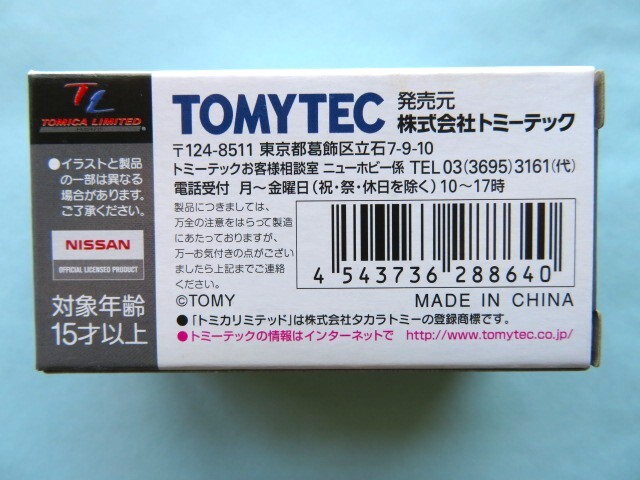 TL
TOMICA LIMITED
●イラストと製品
の一部は異なる
場合があります。
ご了承ください。
NISSAN
OFFICIAL LICENSED PRODUCT
対象年齢
15才以上
TOMYTEC
発売元
株式会社トミーテック
〒124-8511 東京都葛飾区立石7-9-10
トミーテックお客様相談室 ニューホビー係 TEL 03(3695)3161(代)
電話受付 月～金曜日(祝・祭・休日を除く)10～17時
製品につきましては、
万全の注意をはらって製造
にあたっておりますが、
万一お気付きの点がござい
ましたら上記までご連絡
ください。
4 543736 288640
©TOMY
MADE IN CHINA
●「トミカリミテッド」は株式会社タカラトミーの登録商標です。
●トミーテックの情報はインターネットで http://www.tomytec.co.jp/